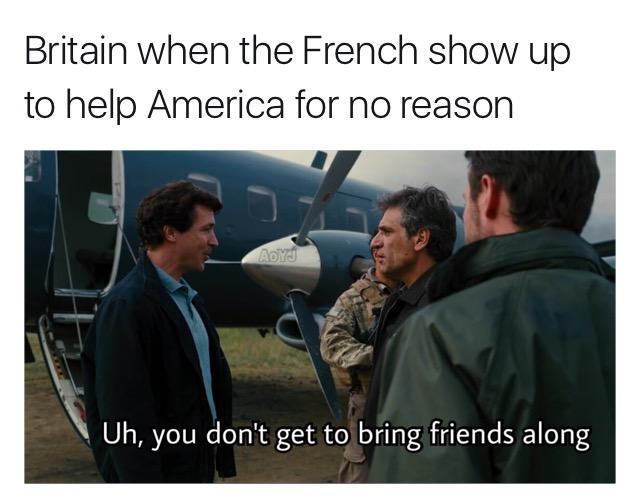 Britain when the French show up
to help America for no reason
AOYJ
Uh, you don't get to bring friends along